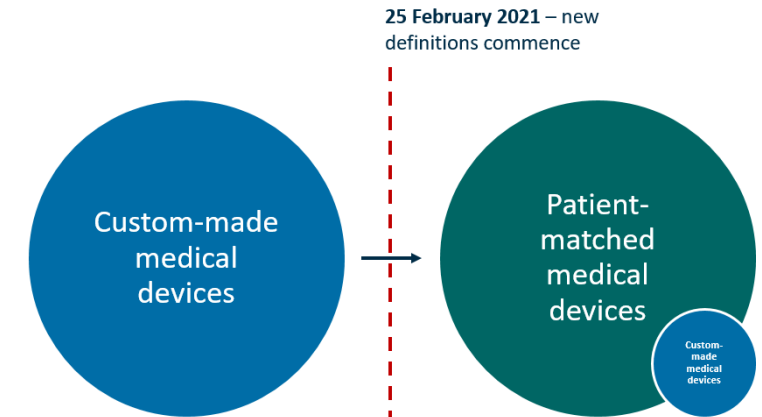 25 February 2021 – new
definitions commence
Custom-made
medical
devices
Patient-
matched
medical
devices
Custom-
made
medical
devices